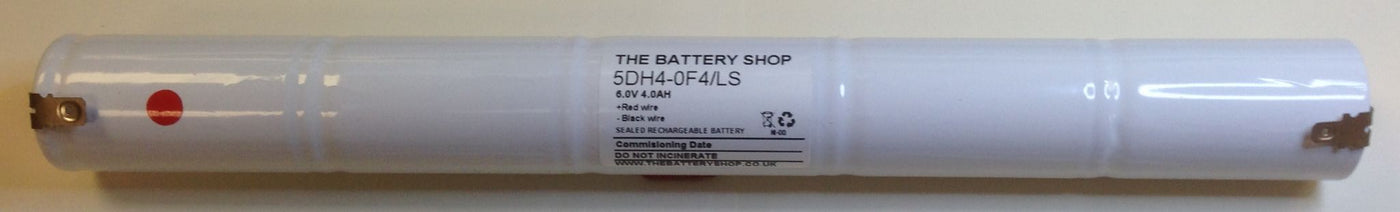 THE BATTERY SHOP
5DH4-0F4/LS
6.0V 4.0AH
+Red wire
- Black wire
SEALED RECHARGEABLE BATTERY
Commisioning Date
DO NOT INCINERATE
WWW.THEBATTERYSHOP.CO.UK